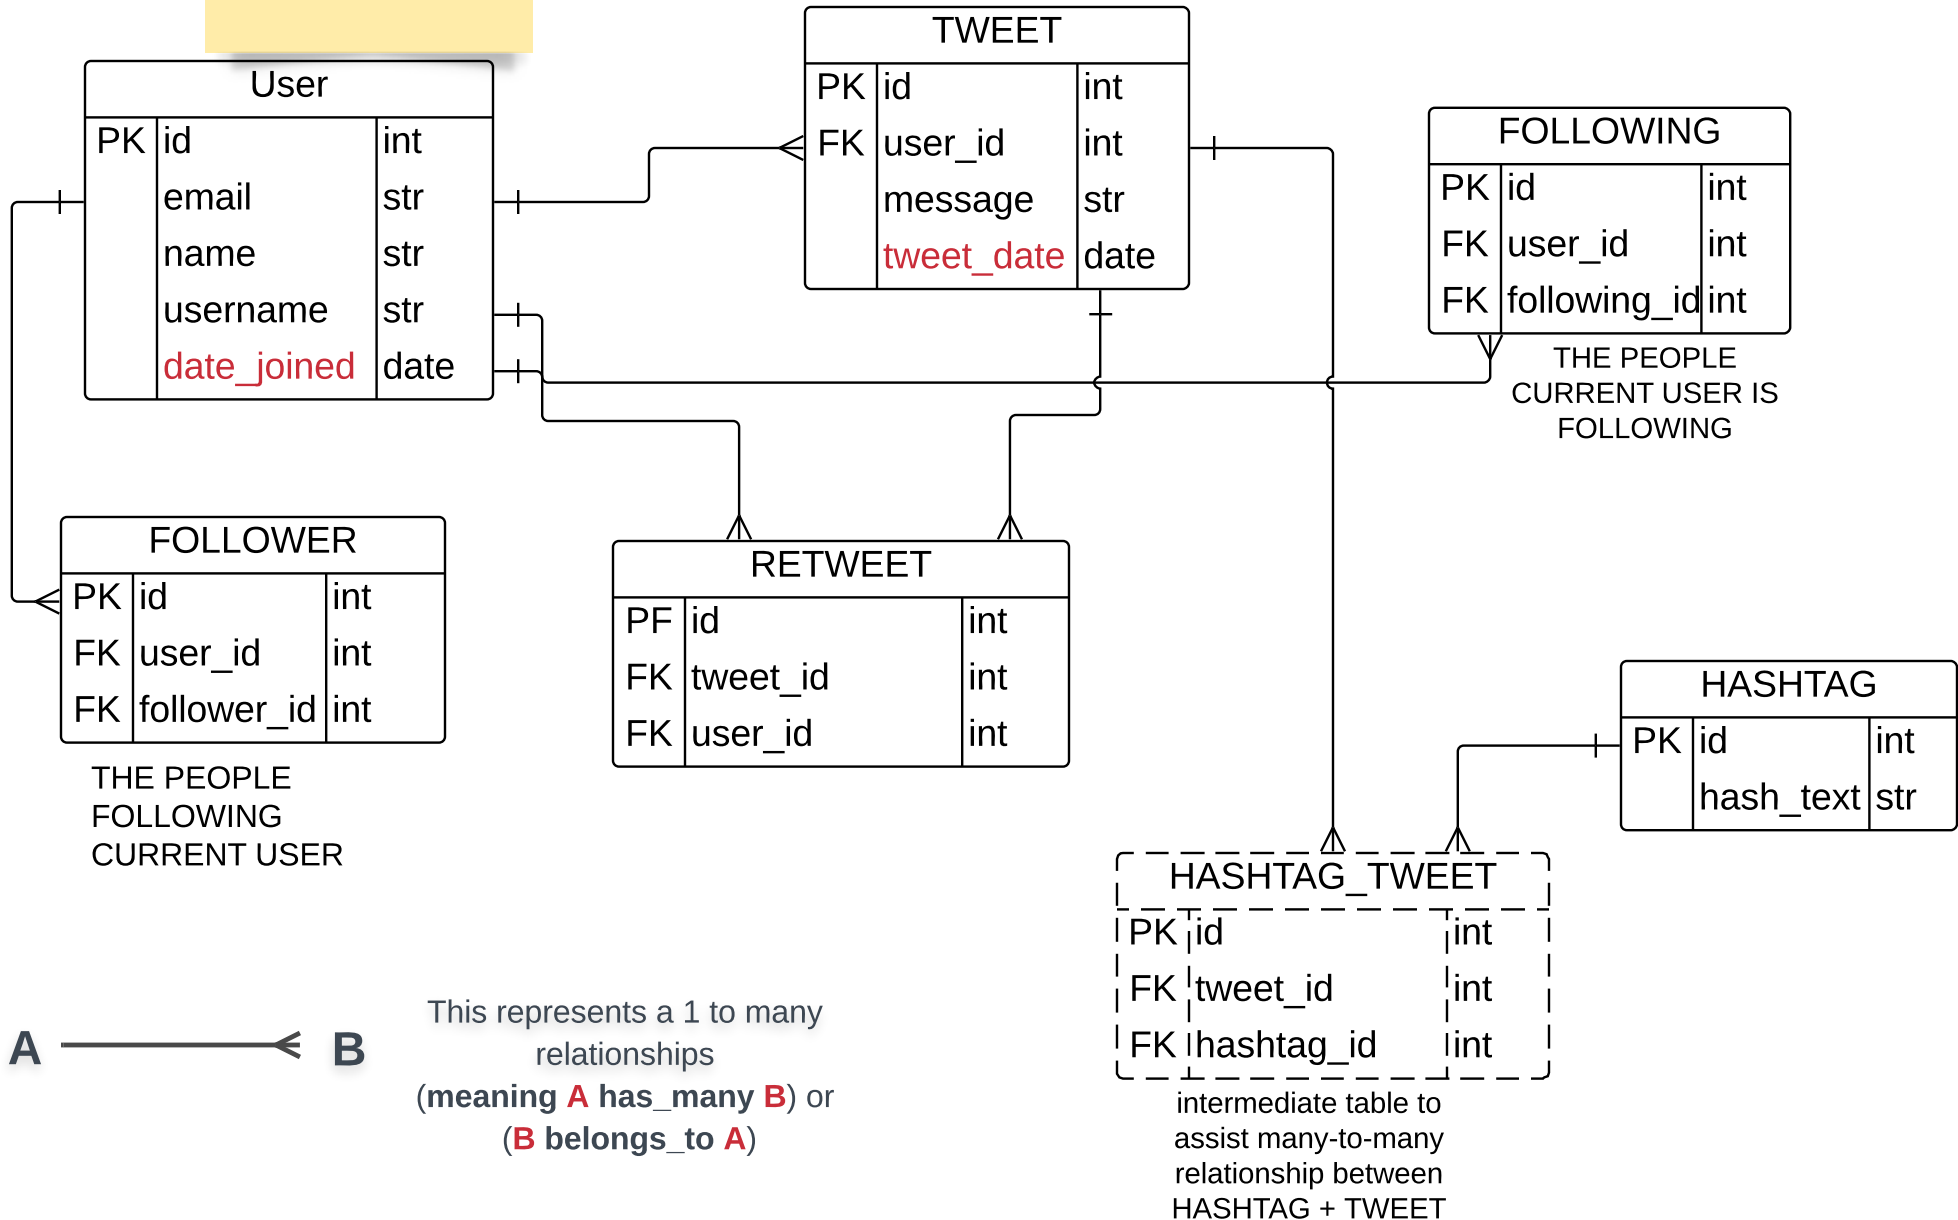 User
PK id int
email str
name str
username str
date_joined date
TWEET
PK id int
FK user_id int
message str
tweet_date date
FOLLOWING
PK id int
FK user_id int
FK following_id int
THE PEOPLE
CURRENT USER IS
FOLLOWING
FOLLOWER
PK id int
FK user_id int
FK follower_id int
THE PEOPLE
FOLLOWING
CURRENT USER
RETWEET
PF id int
FK tweet_id int
FK user_id int
HASHTAG
PK id int
hash_text str
HASHTAG_TWEET
PK id int
FK tweet_id int
FK hashtag_id int
intermediate table to
assist many-to-many
relationship between
HASHTAG + TWEET
A B
This represents a 1 to many
relationships
(meaning A has_many B) or
(B belongs_to A)